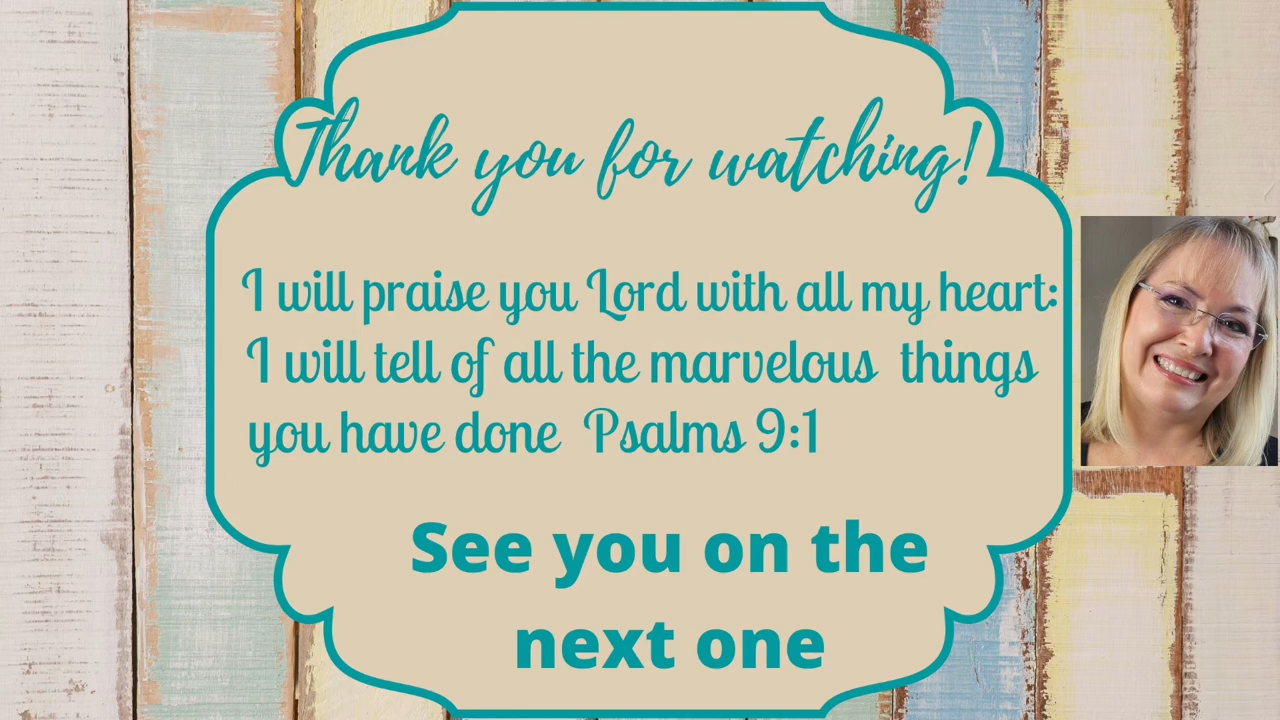 Thank you for watching!
I will praise you Lord with all my heart:
I will tell of all the marvelous things
you have done Psalms 9:1
See you on the
next one